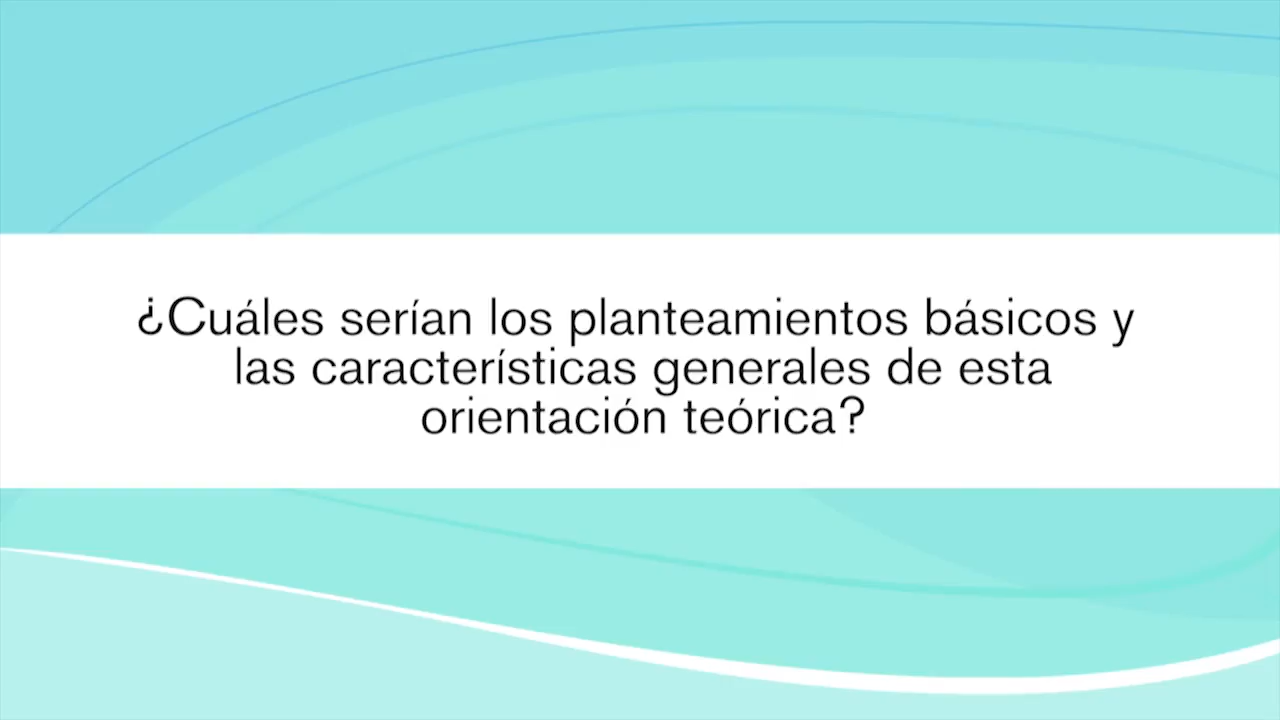 ¿Cuáles serían los planteamientos básicos y
las características generales de esta
orientación teórica?